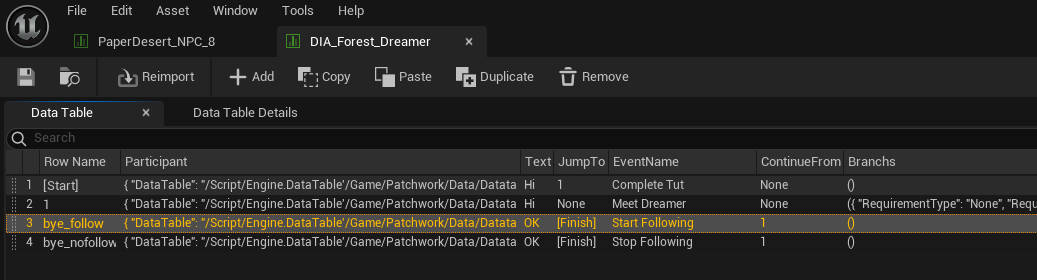 File Edit Asset Window Tools Help
PaperDesert_NPC_8 DIA_Forest_Dreamer ×
Reimport Add Copy Paste Duplicate Remove
Data Table × Data Table Details
Search
Row Name Participant Text JumpTo EventName ContinueFrom Branchs
1 [Start] { "DataTable": "/Script/Engine.DataTable'/Game/Patchwork/Data/Datata Hi 1 Complete Tut None ()
2 1 { "DataTable": "/Script/Engine.DataTable'/Game/Patchwork/Data/Datata Hi None Meet Dreamer None ({ "RequirementType": "None", "Requ
3 bye_follow { "DataTable": "/Script/Engine.DataTable'/Game/Patchwork/Data/Datata OK [Finish] Start Following 1 ()
4 bye_nofollow { "DataTable": "/Script/Engine.DataTable'/Game/Patchwork/Data/Datata OK [Finish] Stop Following 1 ()